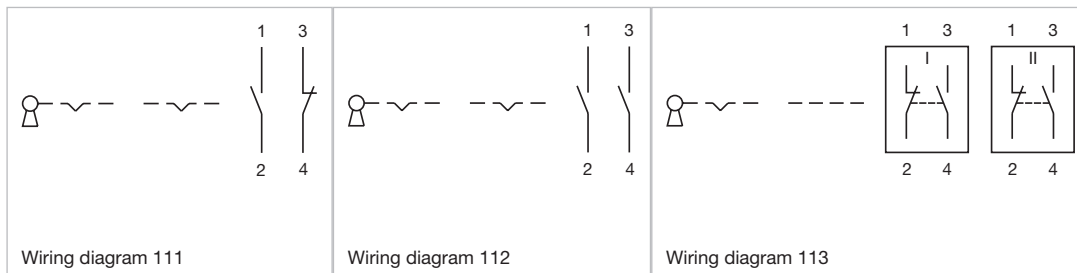 1 3
2 4
Wiring diagram 111
1 3
2 4
Wiring diagram 112
1 3 1 3
I II
2 4 2 4
Wiring diagram 113